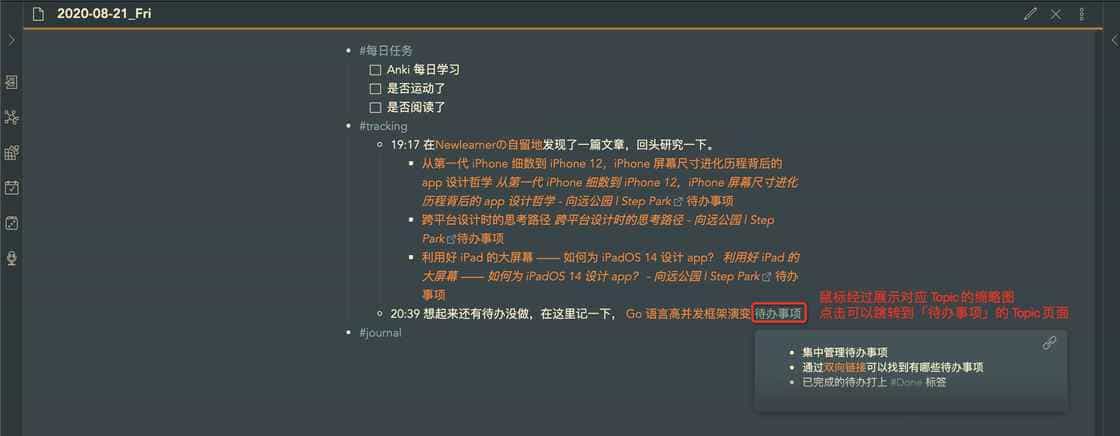 2020-08-21_Fri
#每日任务
Anki 每日学习
是否运动了
是否阅读了
#tracking
19:17 在Newlearnerの自留地发现了一篇文章，回头研究一下。
从第一代 iPhone 细数到 iPhone 12，iPhone 屏幕尺寸进化历程背后的
app 设计哲学 从第一代 iPhone 细数到 iPhone 12，iPhone 屏幕尺寸进化
历程背后的 app 设计哲学 - 向远公园 | Step Park 待办事项
跨平台设计时的思考路径 跨平台设计时的思考路径 - 向远公园 | Step
Park 待办事项
利用好 iPad 的大屏幕 —— 如何为 iPadOS 14 设计 app？ 利用好 iPad 的
大屏幕 —— 如何为 iPadOS 14 设计 app？ - 向远公园 | Step Park 待办
事项
20:39 想起来还有待办没做，在这里记一下， Go 语言高并发框架演变 待办事项
鼠标经过展示对应 Topic 的缩略图
点击可以跳转到「待办事项」的 Topic 页面
集中管理待办事项
通过双向链接可以找到有哪些待办事项
已完成的待办打上 #Done 标签
#journal